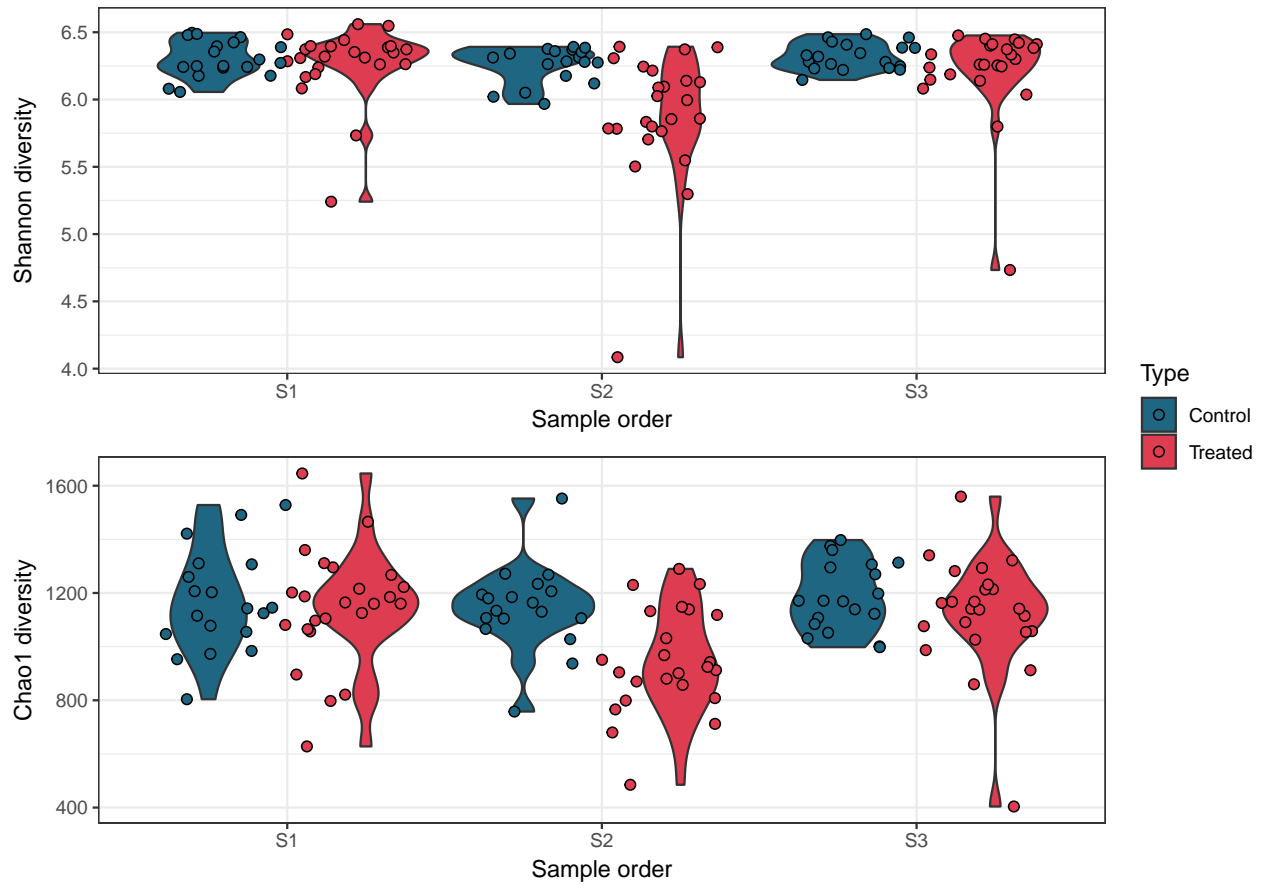 6.5
6.0
5.5
5.0
4.5
4.0
Shannon diversity
S1 S2 S3
Sample order
Type
Control
Treated
1600
1200
800
400
Chao1 diversity
S1 S2 S3
Sample order